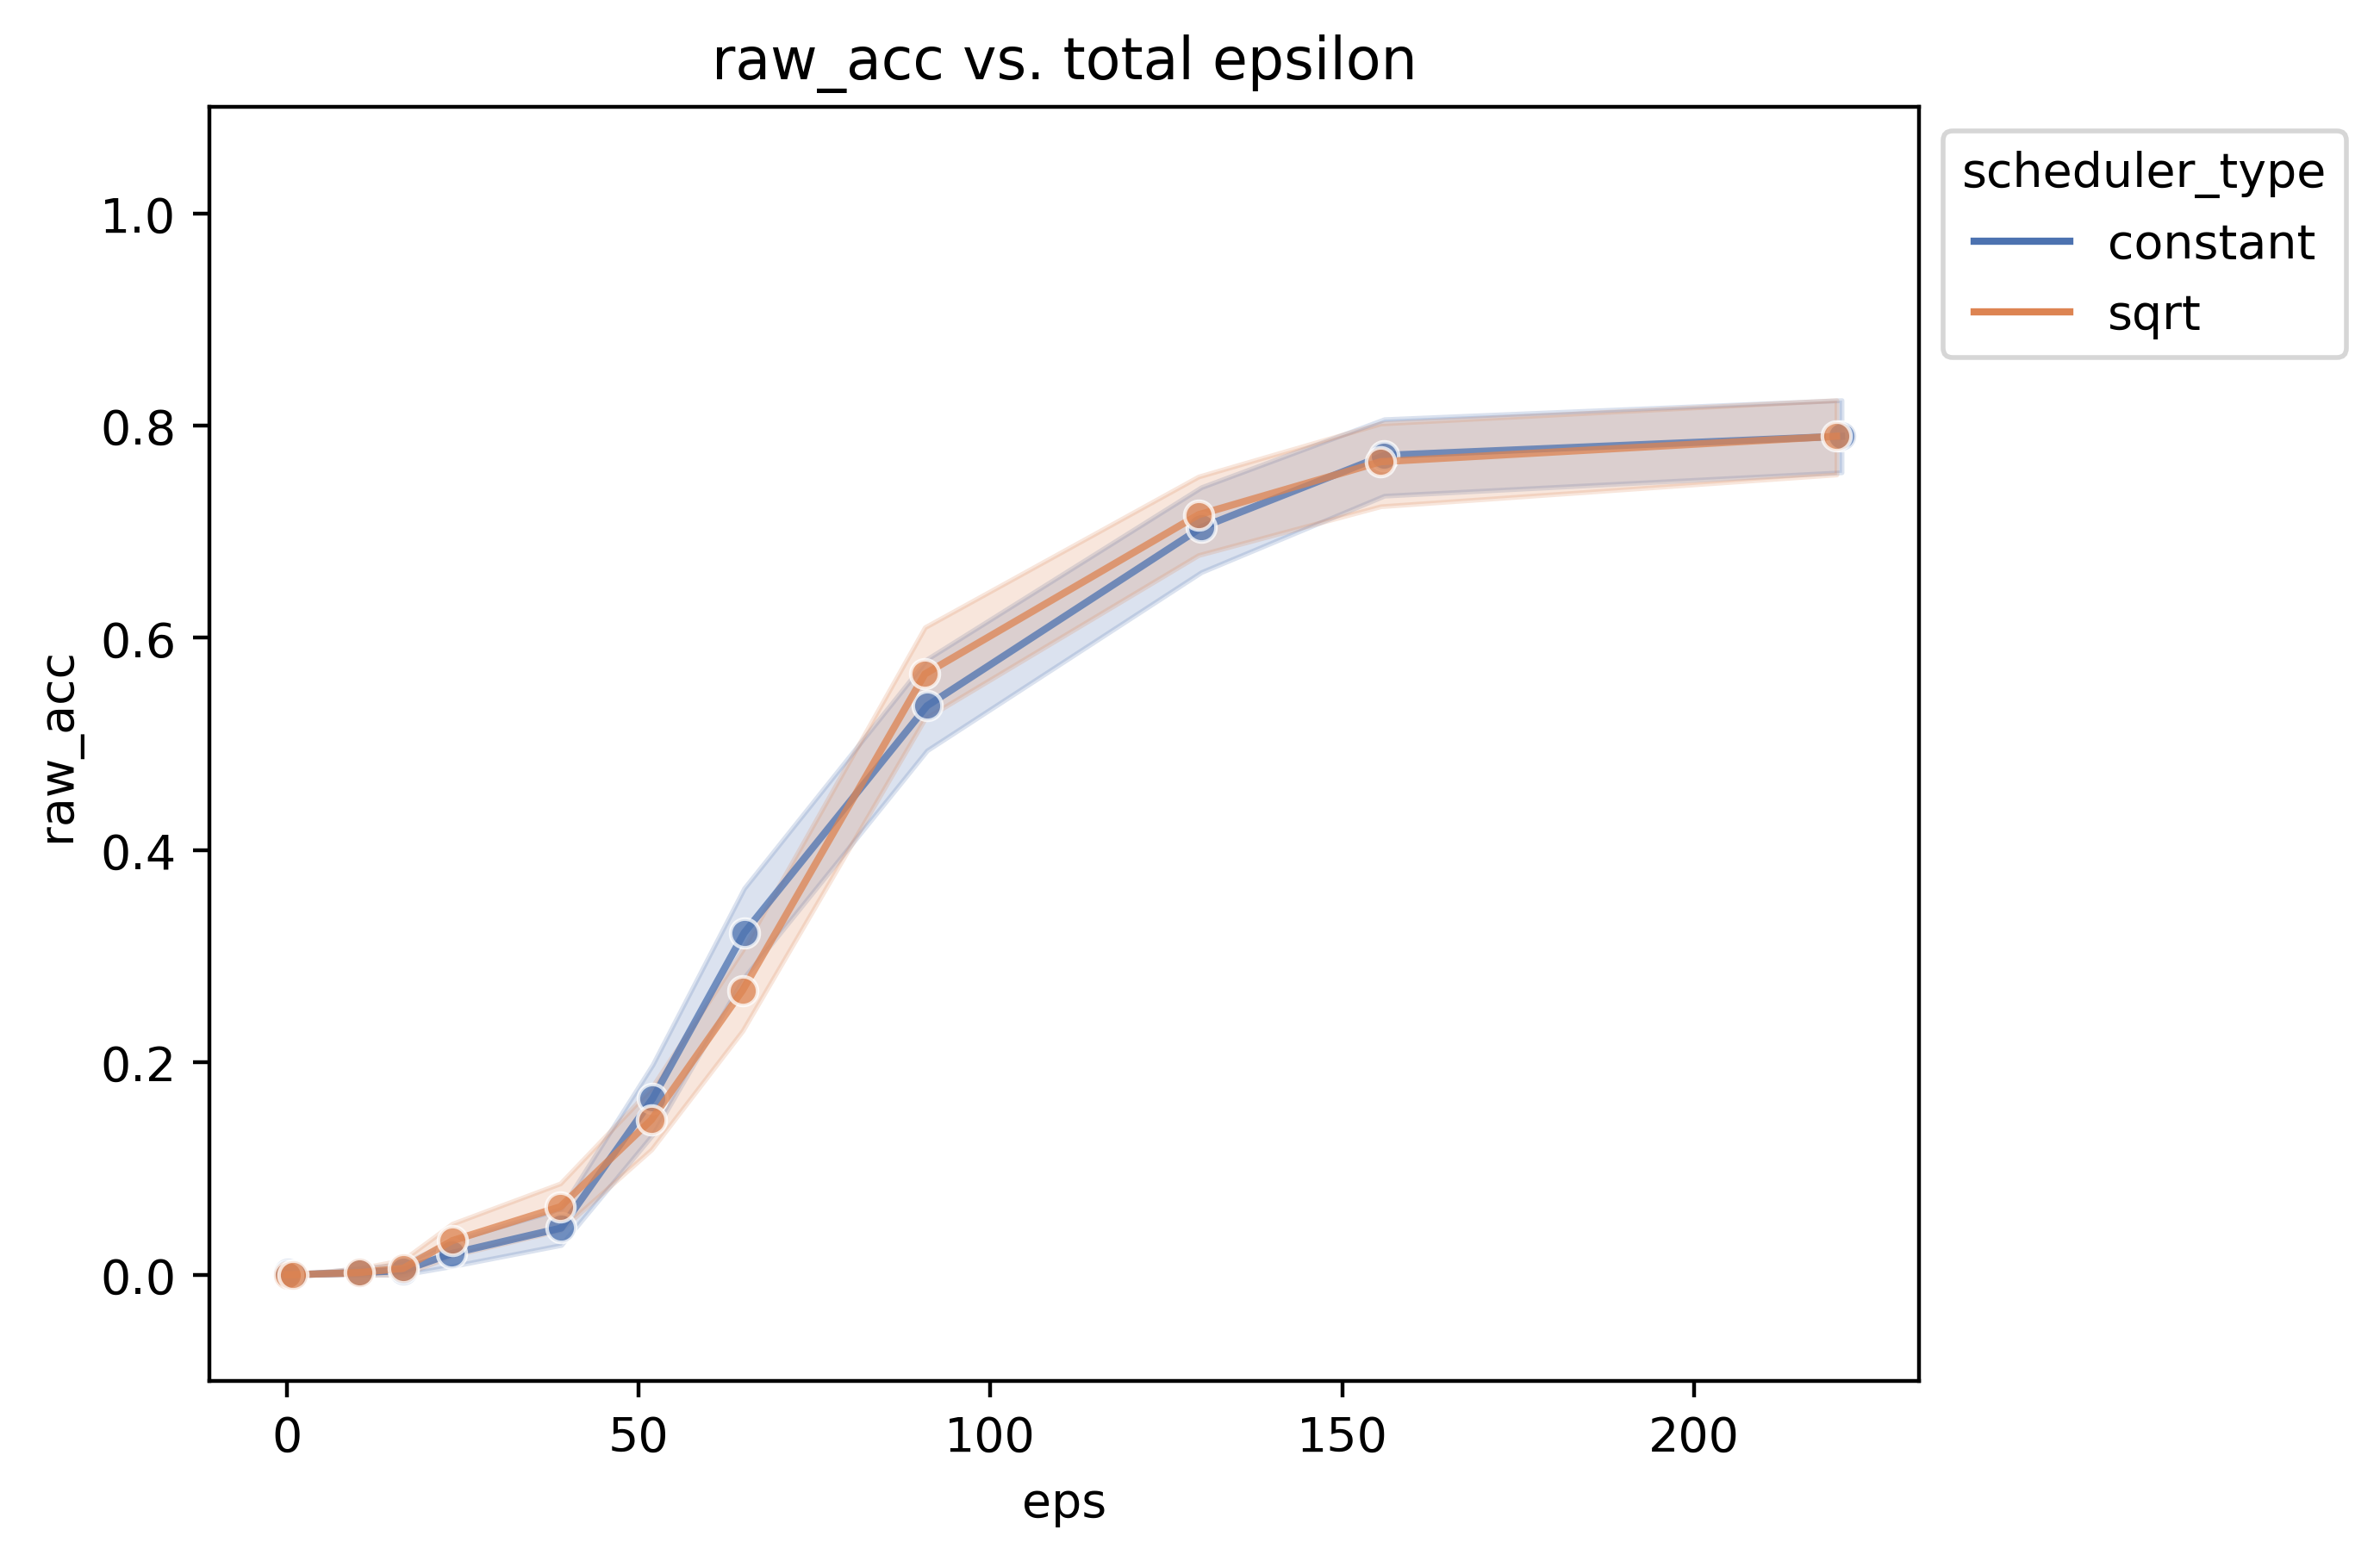 raw_acc vs. total epsilon
scheduler_type
constant
sqrt
1.0
0.8
0.6
0.4
0.2
0.0
raw_acc
0 50 100 150 200
eps